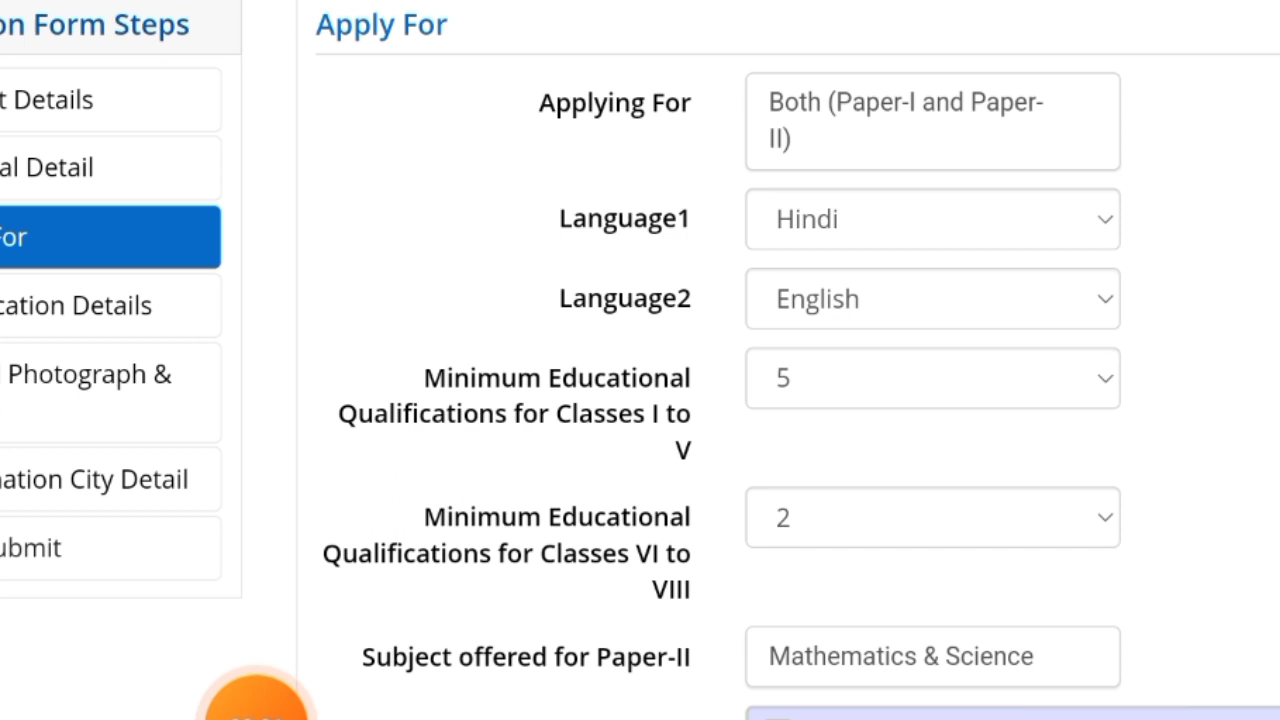 on Form Steps
t Details
al Detail
For
cation Details
Photograph &
nation City Detail
ubmit
Apply For
Applying For
Both (Paper-I and Paper-
II)
Language1
Hindi
Language2
English
Minimum Educational
Qualifications for Classes I to
V
5
Minimum Educational
Qualifications for Classes VI to
VIII
2
Subject offered for Paper-II
Mathematics & Science